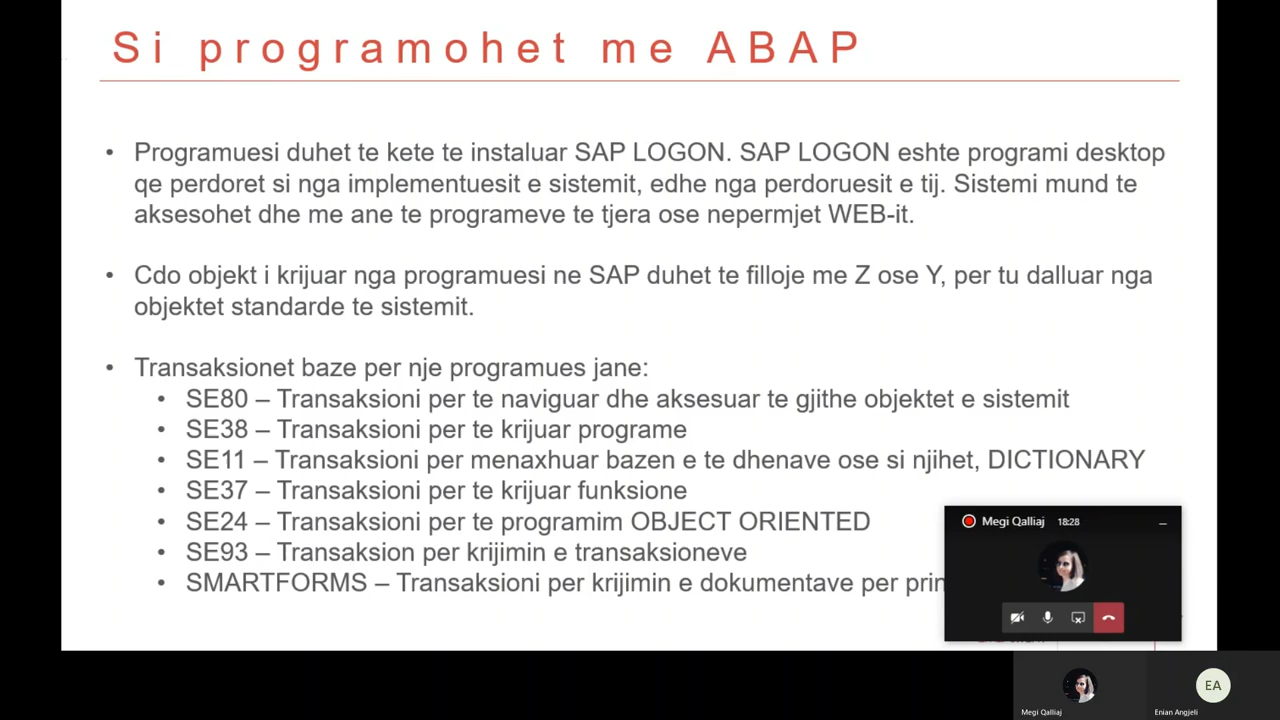 Si programohet me ABAP
• Programuesi duhet te kete te instaluar SAP LOGON. SAP LOGON eshte programi desktop
qe perdoret si nga implementuesit e sistemit, edhe nga perdoruesit e tij. Sistemi mund te
aksesohet dhe me ane te programeve te tjera ose nepermjet WEB-it.
• Cdo objekt i krijuar nga programuesi ne SAP duhet te filloje me Z ose Y, per tu dalluar nga
objektet standarde te sistemit.
• Transaksionet baze per nje programues jane:
• SE80 – Transaksioni per te naviguar dhe aksesuar te gjithe objektet e sistemit
• SE38 – Transaksioni per te krijuar programe
• SE11 – Transaksioni per menaxhuar bazen e te dhenave ose si njihet, DICTIONARY
• SE37 – Transaksioni per te krijuar funksione
• SE24 – Transaksioni per te programim OBJECT ORIENTED
• SE93 – Transaksion per krijimin e transaksioneve
• SMARTFORMS – Transaksioni per krijimin e dokumentave per prin
Megi Qalliaj 18:28
EA
Megi Qalliaj
Enian Angjeli